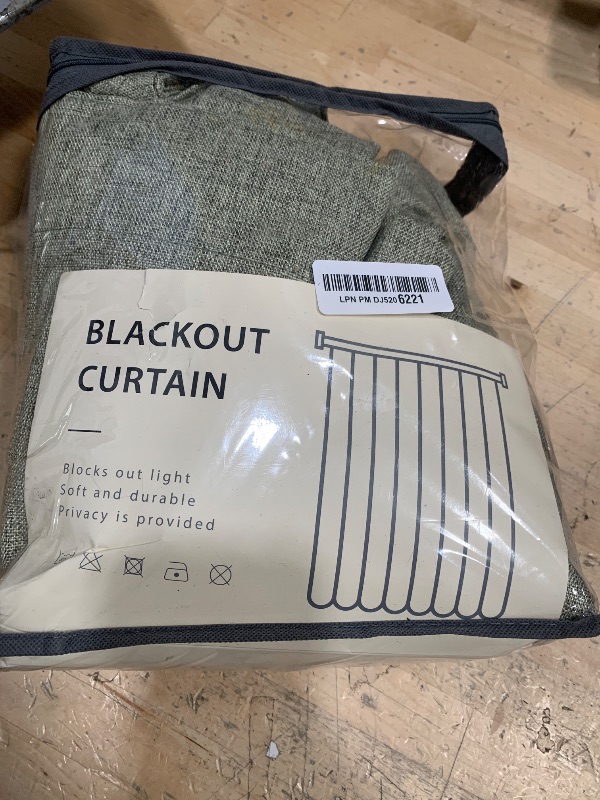 LPN PM DJ520 6221
BLACKOUT
CURTAIN
Blocks out light
Soft and durable
Privacy is provided